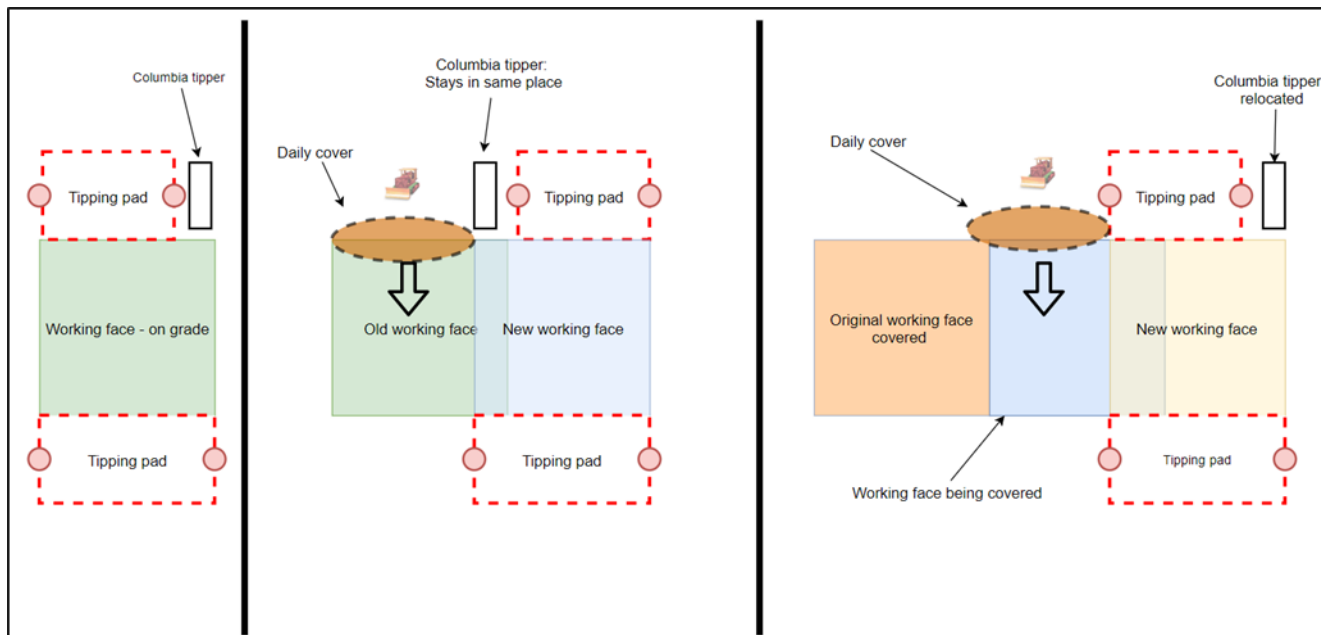 Columbia tipper
Tipping pad
Working face - on grade
Tipping pad
Columbia tipper:
Stays in same place
Daily cover
Tipping pad
Old working face
New working face
Tipping pad
Columbia tipper
relocated
Daily cover
Tipping pad
Original working face
covered
New working face
Tipping pad
Working face being covered